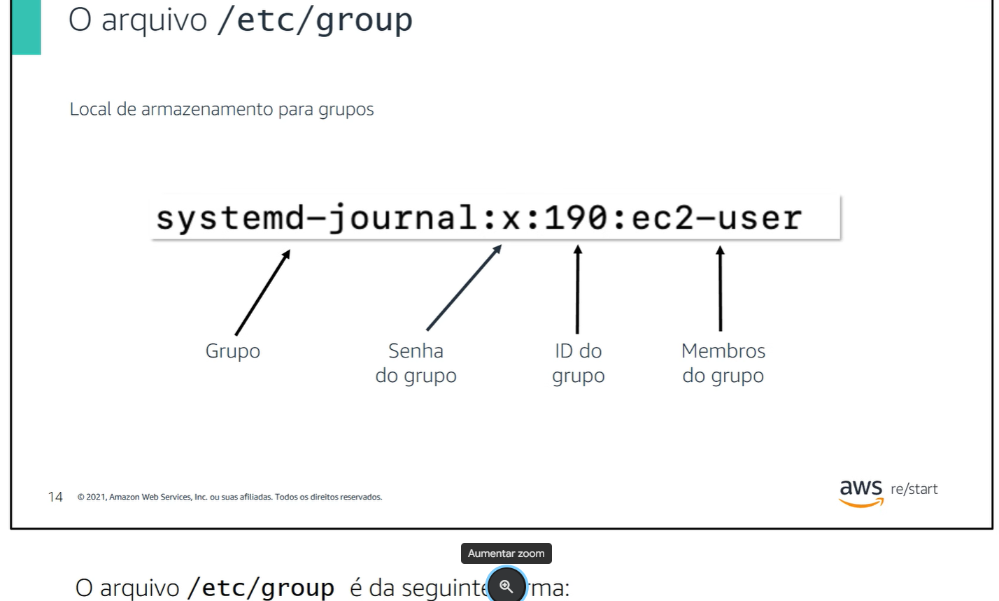 O arquivo /etc/group
Local de armazenamento para grupos
systemd-journal:x:190:ec2-user
Grupo
Senha
do grupo
ID do
grupo
Membros
do grupo
14 © 2021, Amazon Web Services, Inc. ou suas afiliadas. Todos os direitos reservados.
aws re/start
Aumentar zoom
O arquivo /etc/group é da seguinte rma: